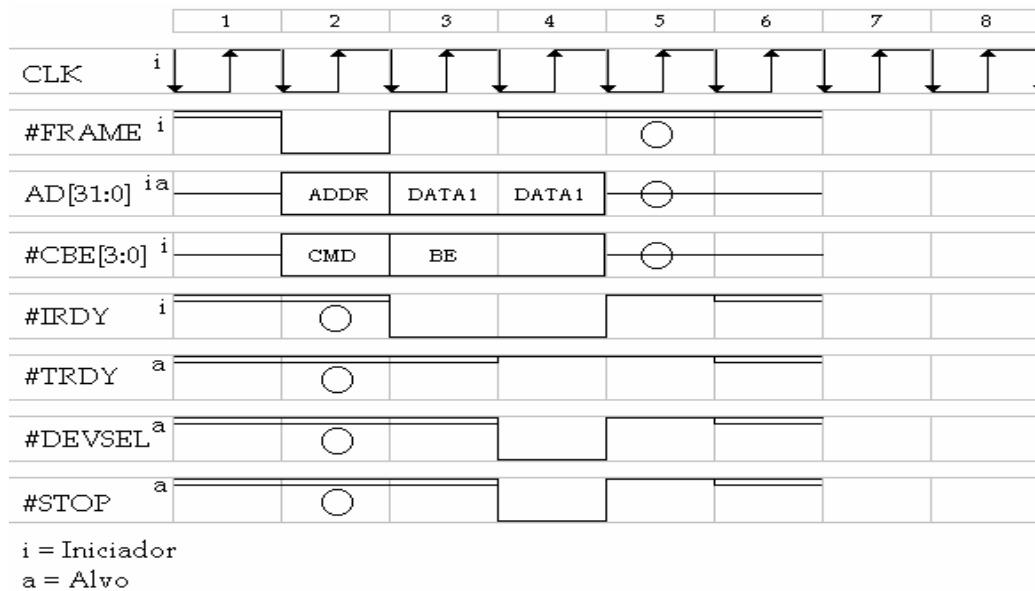 1 2 3 4 5 6 7 8
CLK i
#FRAME i
AD[31:0] ia ADDR DATA1 DATA1
#CBE[3:0] i CMD BE
#IRDY i
#TRDY a
#DEVSEL a
#STOP a
i = Iniciador
a = Alvo